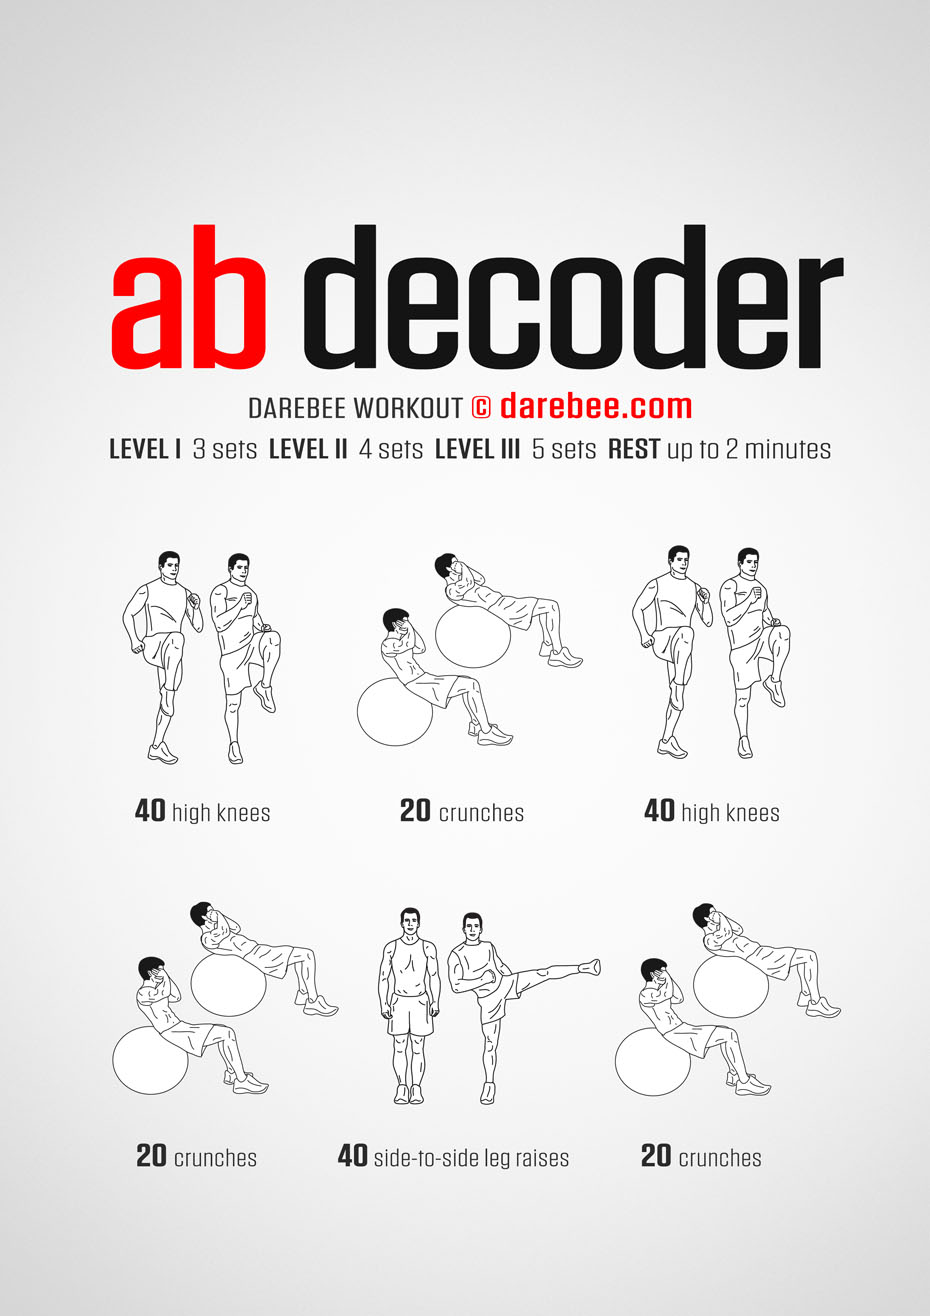 ab decoder
DAREBEE WORKOUT © darebee.com
LEVEL I 3 sets LEVEL II 4 sets LEVEL III 5 sets REST up to 2 minutes
40 high knees
20 crunches
40 high knees
20 crunches
40 side-to-side leg raises
20 crunches